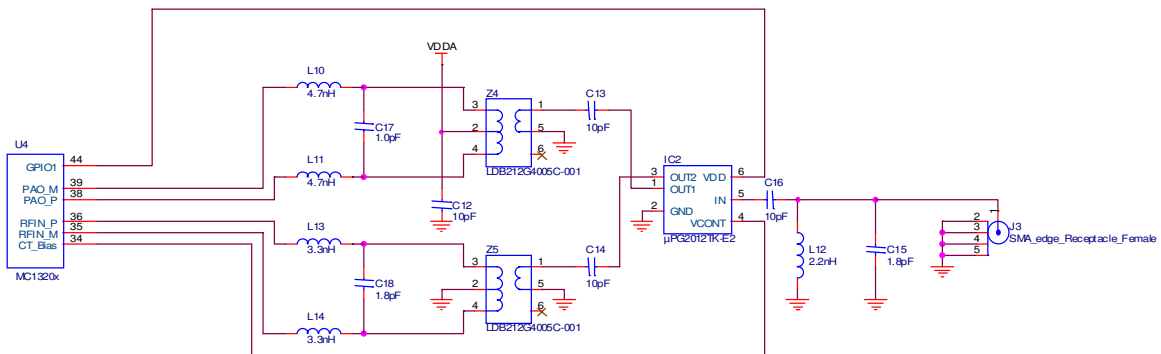 VDDA
L10
4.7nH
C17
1.0pF
L11
4.7nH
C12
10pF
Z4
3
2
4
1
5
6
LDB212G4005C-001
C13
10pF
U4
44
GPIO1
39
PAO_M
38
PAO_P
36
RFIN_P
35
RFIN_M
34
CT_Bias
MC1320x
L13
3.3nH
C18
1.8pF
L14
3.3nH
Z5
3
2
4
1
5
6
LDB212G4005C-001
C14
10pF
IC2
3 OUT2 VDD 6
1 OUT1
IN 5
2 GND
VCONT 4
µPG2012TK-E2
C16
10pF
L12
2.2nH
C15
1.8pF
1
2
3
4
5
J3
SMA_edge_Receptacle_Female